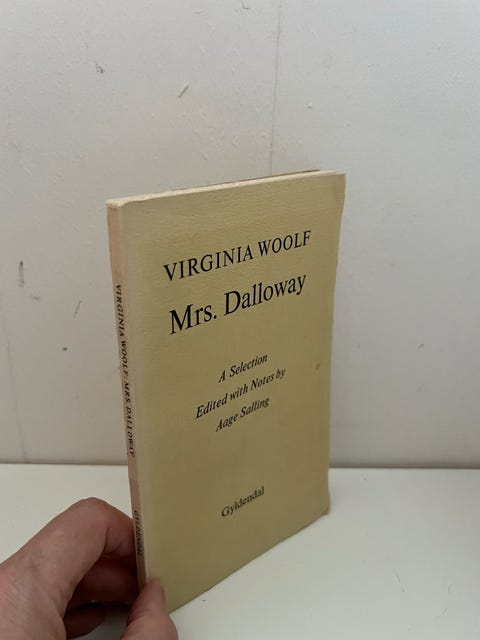 VIRGINIA WOOLF
Mrs. Dalloway
A Selection
Edited with Notes by
Aage Salling
Gyldendal
VIRGINIA WOOLF: MRS. DALLOWAY
GYLDENDAL